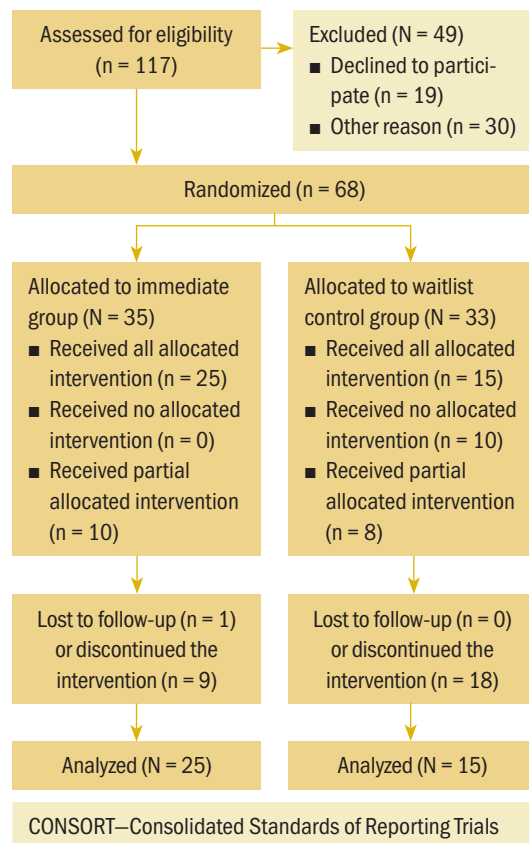 Assessed for eligibility
(n = 117)
Excluded (N = 49)
■ Declined to partici-
pate (n = 19)
■ Other reason (n = 30)
Randomized (n = 68)
Allocated to immediate
group (N = 35)
■ Received all allocated
intervention (n = 25)
■ Received no allocated
intervention (n = 0)
■ Received partial
allocated intervention
(n = 10)
Allocated to waitlist
control group (N = 33)
■ Received all allocated
intervention (n = 15)
■ Received no allocated
intervention (n = 10)
■ Received partial
allocated intervention
(n = 8)
Lost to follow-up (n = 1)
or discontinued the
intervention (n = 9)
Lost to follow-up (n = 0)
or discontinued the
intervention (n = 18)
Analyzed (N = 25)
Analyzed (N = 15)
CONSORT—Consolidated Standards of Reporting Trials